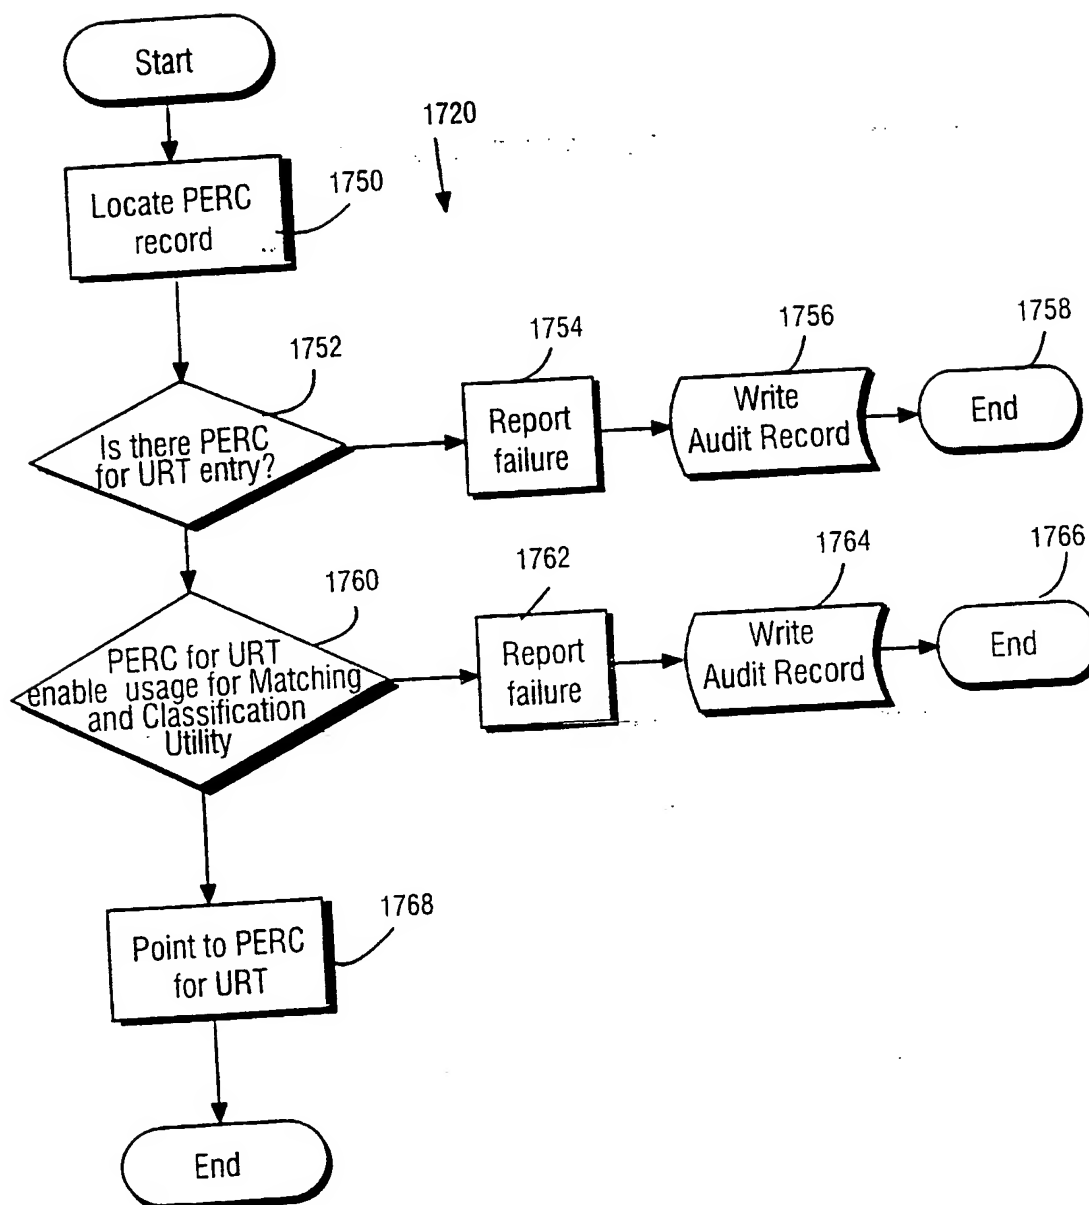 Start
1720
Locate PERC
record
1750
1752
Is there PERC
for URT entry?
1754
Report
failure
1756
Write
Audit Record
1758
End
1760
PERC for URT
enable usage for Matching
and Classification
Utility
1762
Report
failure
1764
Write
Audit Record
1766
End
1768
Point to PERC
for URT
End